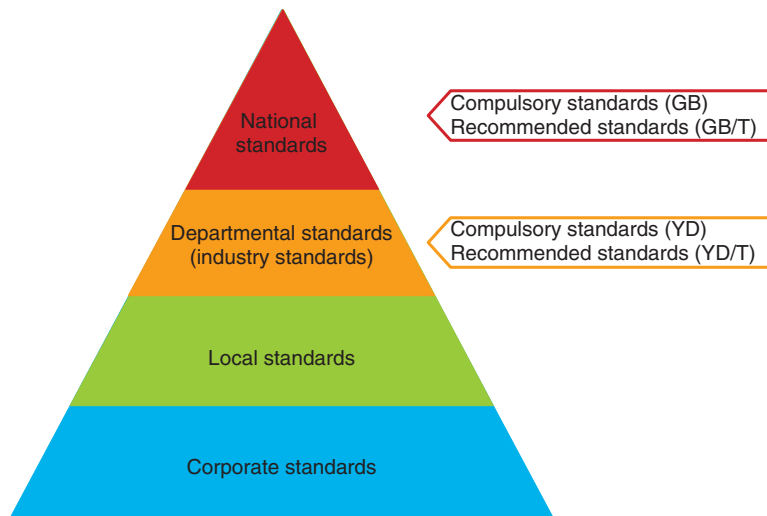 National
standards
Compulsory standards (GB)
Recommended standards (GB/T)
Departmental standards
(industry standards)
Compulsory standards (YD)
Recommended standards (YD/T)
Local standards
Corporate standards